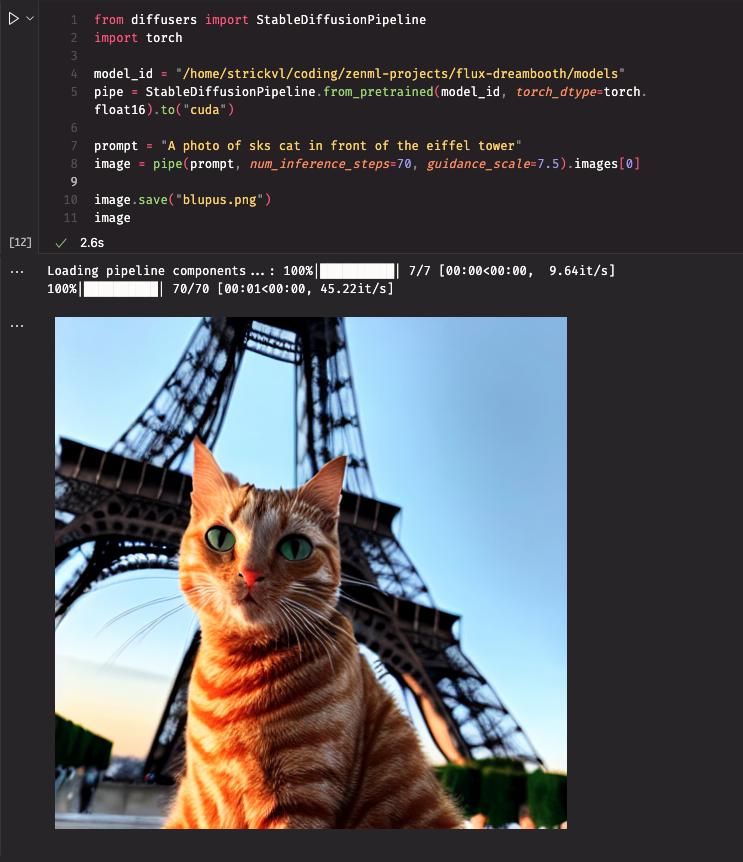 1 from diffusers import StableDiffusionPipeline
2 import torch
3
4 model_id = "/home/strickvl/coding/zenml-projects/flux-dreambooth/models"
5 pipe = StableDiffusionPipeline.from_pretrained(model_id, torch_dtype=torch.
float16).to("cuda")
6
7 prompt = "A photo of sks cat in front of the eiffel tower"
8 image = pipe(prompt, num_inference_steps=70, guidance_scale=7.5).images[0]
9
10 image.save("blupus.png")
11 image
[12] ✓ 2.6s
... Loading pipeline components...: 100%|██████████| 7/7 [00:00<00:00, 9.64it/s]
100%|██████████| 70/70 [00:01<00:00, 45.22it/s]
...